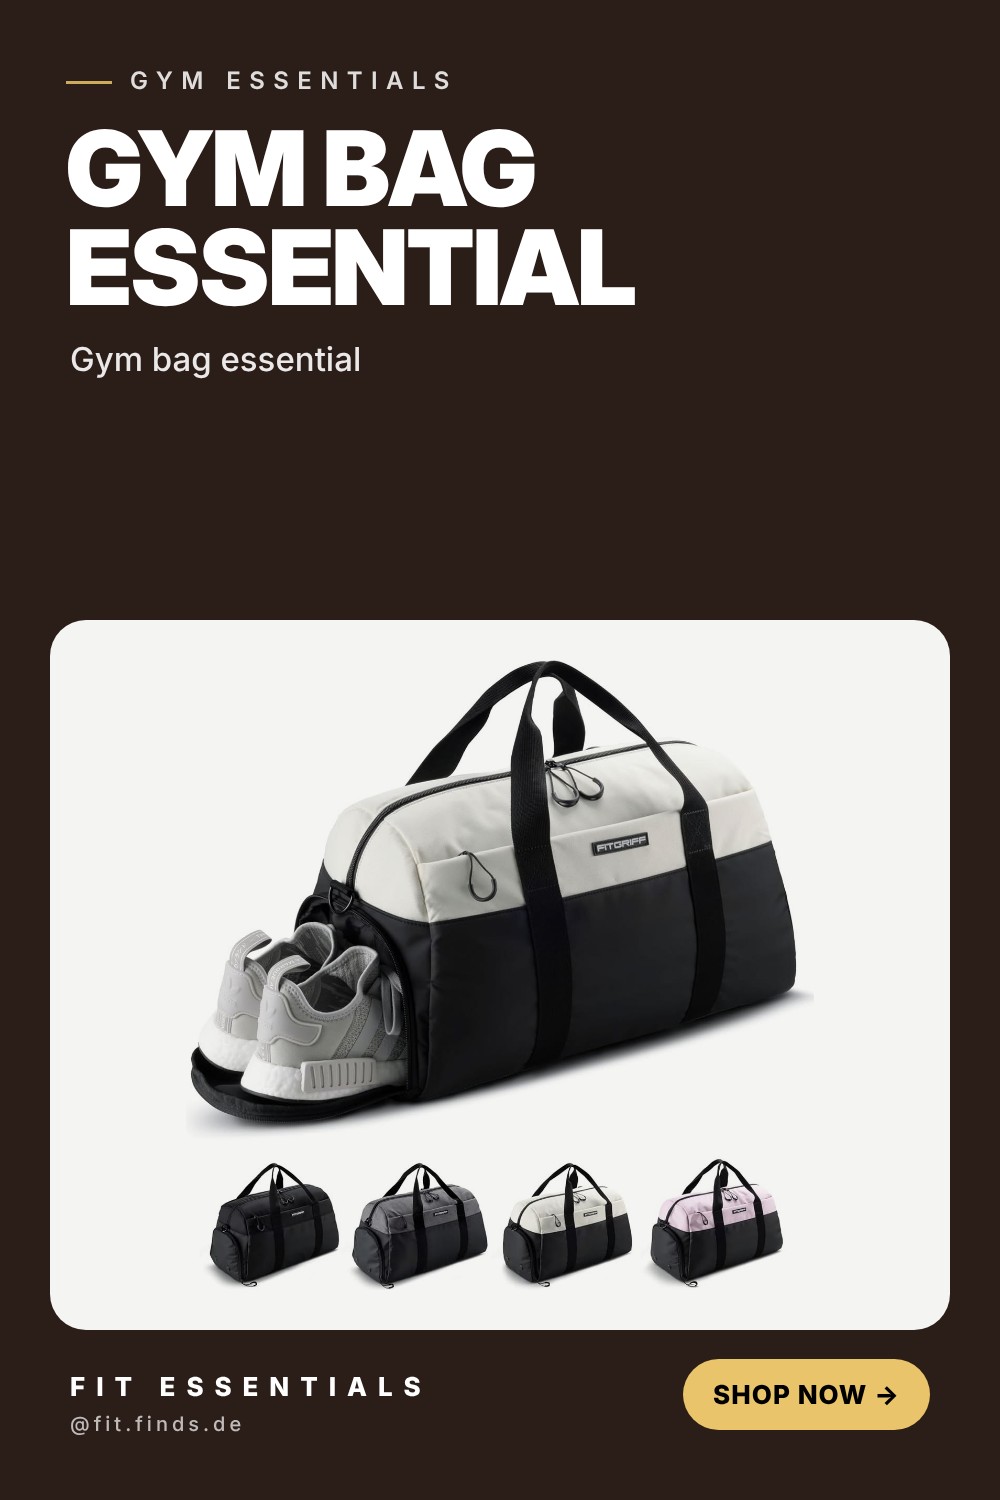 GYM ESSENTIALS
GYM BAG
ESSENTIAL
Gym bag essential
FITGRIFF
FIT ESSENTIALS
@fit.finds.de
SHOP NOW →